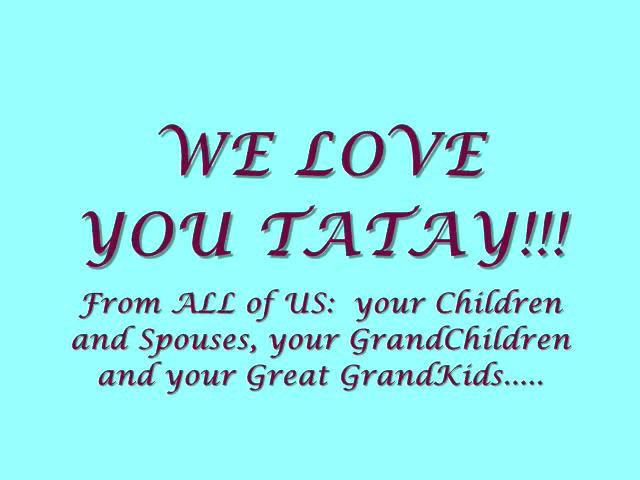 WE LOVE
YOU TATAY!!!
From ALL of US:  your Children
and Spouses, your GrandChildren
and your Great GrandKids.....